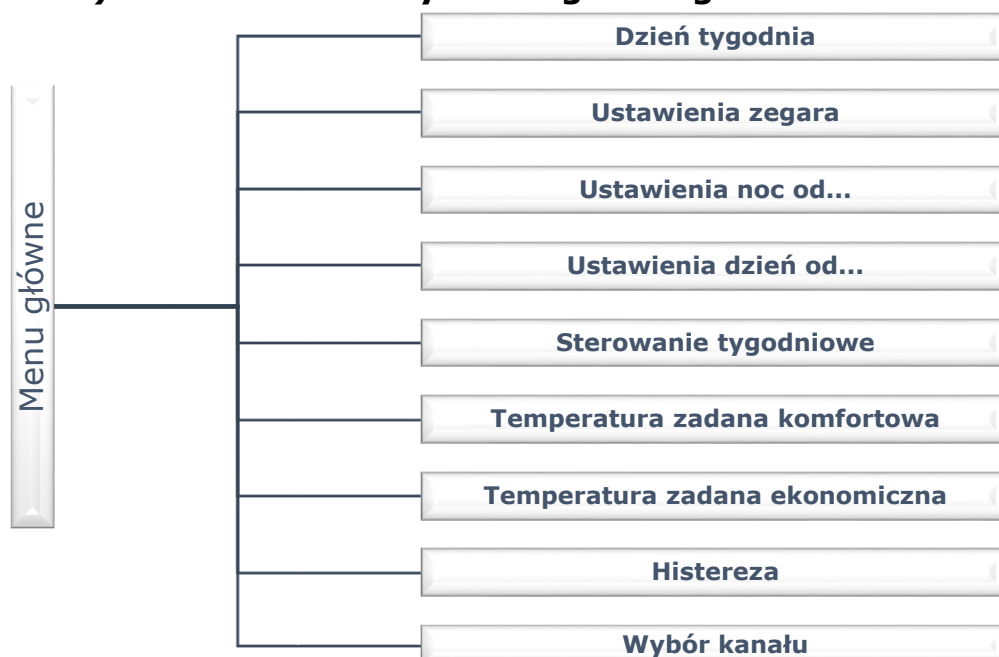 Menu główne
Dzień tygodnia
Ustawienia zegara
Ustawienia noc od...
Ustawienia dzień od...
Sterowanie tygodniowe
Temperatura zadana komfortowa
Temperatura zadana ekonomiczna
Histereza
Wybór kanału